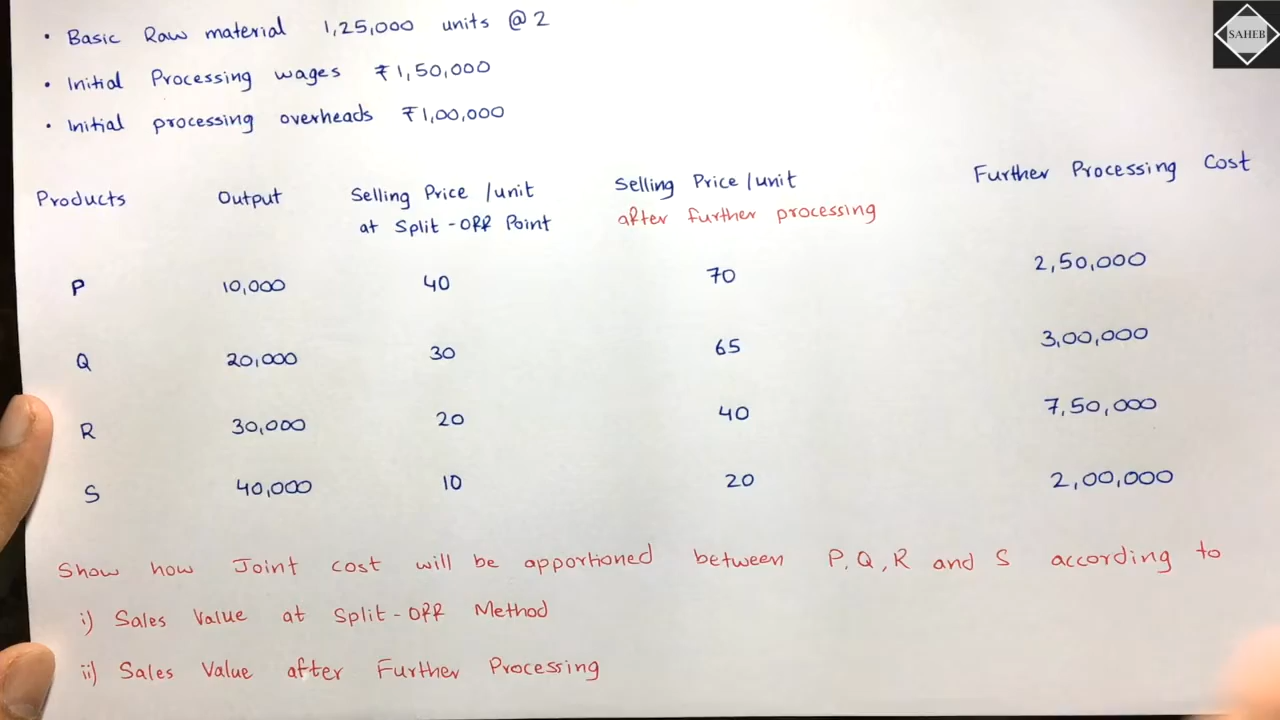 • Basic Raw material 1,25,000 units @ 2
SAHEB
• Initial Processing wages ₹1,50,000
• Initial processing overheads ₹1,00,000
Products Output Selling Price /unit Selling Price /unit Further Processing Cost
at Split-OFF Point after further processing
P 10,000 40 70 2,50,000
Q 20,000 30 65 3,00,000
R 30,000 20 40 7,50,000
S 40,000 10 20 2,00,000
Show how Joint cost will be apportioned between P, Q, R and S according to
i) Sales Value at Split-OFF Method
ii) Sales Value after Further Processing